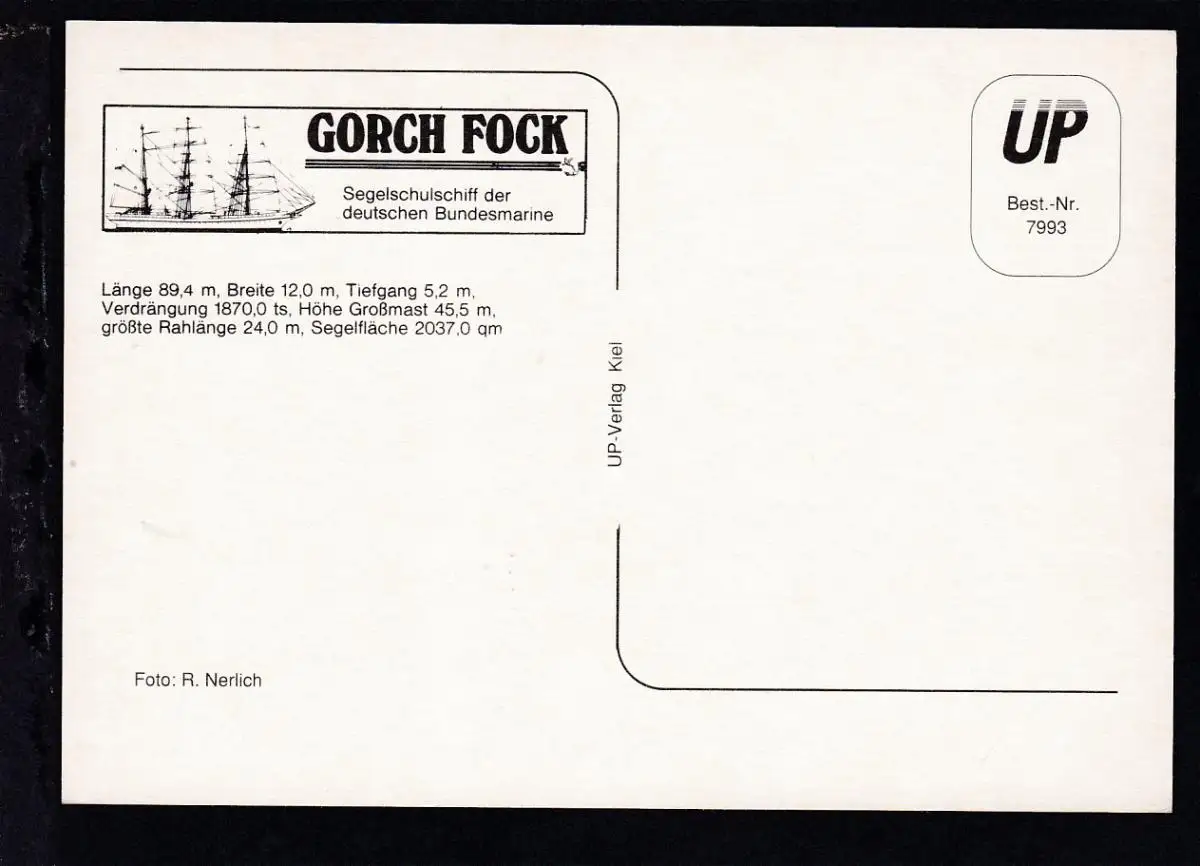 GORCH FOCK
Segelschulschiff der
deutschen Bundesmarine
Länge 89,4 m, Breite 12,0 m, Tiefgang 5,2 m,
Verdrängung 1870,0 ts, Höhe Großmast 45,5 m,
größte Rahlänge 24,0 m, Segelfläche 2037,0 qm
Foto: R. Nerlich
UP-Verlag Kiel
UP
Best.-Nr.
7993